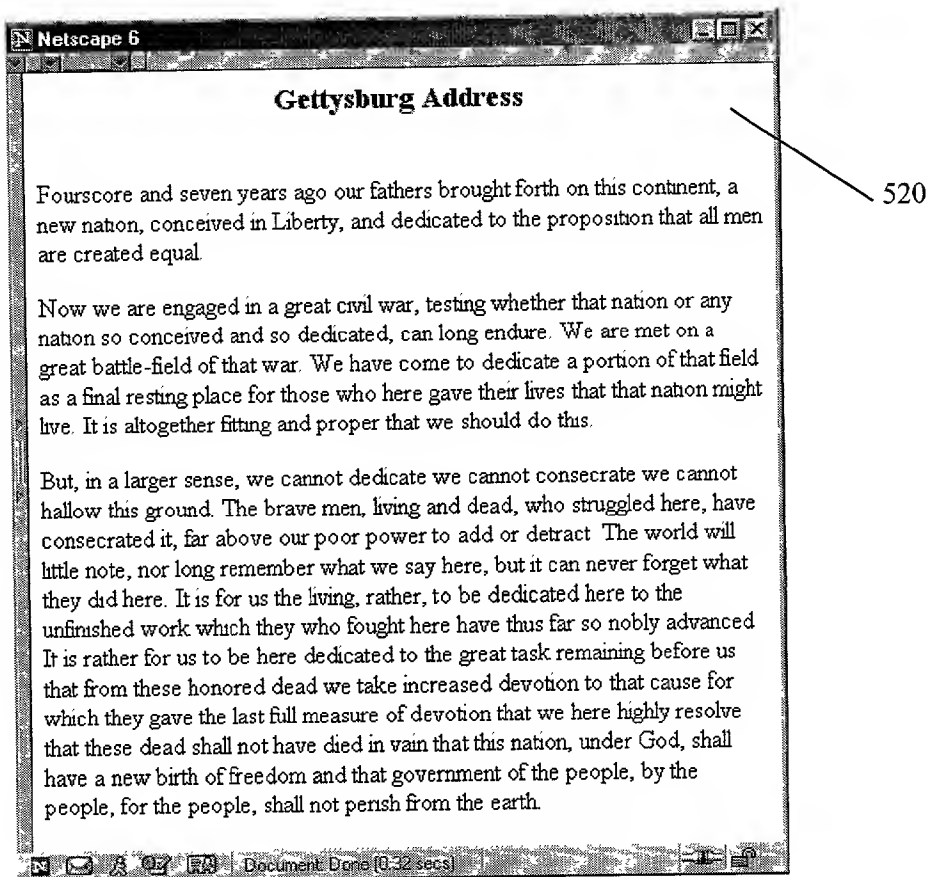 Netscape 6
Gettysburg Address
520
Fourscore and seven years ago our fathers brought forth on this continent, a
new nation, conceived in Liberty, and dedicated to the proposition that all men
are created equal.
Now we are engaged in a great civil war, testing whether that nation or any
nation so conceived and so dedicated, can long endure. We are met on a
great battle-field of that war. We have come to dedicate a portion of that field
as a final resting place for those who here gave their lives that that nation might
live. It is altogether fitting and proper that we should do this.
But, in a larger sense, we cannot dedicate we cannot consecrate we cannot
hallow this ground. The brave men, living and dead, who struggled here, have
consecrated it, far above our poor power to add or detract The world will
little note, nor long remember what we say here, but it can never forget what
they did here. It is for us the living, rather, to be dedicated here to the
unfinished work which they who fought here have thus far so nobly advanced
It is rather for us to be here dedicated to the great task remaining before us
that from these honored dead we take increased devotion to that cause for
which they gave the last full measure of devotion that we here highly resolve
that these dead shall not have died in vain that this nation, under God, shall
have a new birth of freedom and that government of the people, by the
people, for the people, shall not perish from the earth.
Document: Done (0.32 secs)